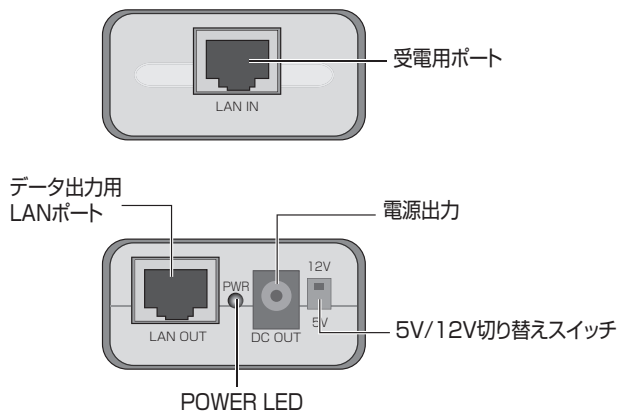 受電用ポート
LAN IN
データ出力用
LANポート
電源出力
12V
PWR
5V
LAN OUT
DC OUT
5V/12V切り替えスイッチ
POWER LED